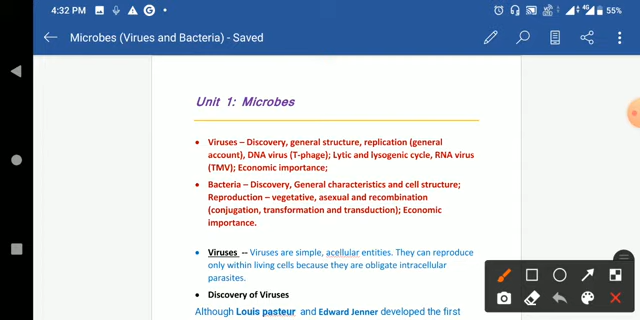 4:32 PM
55%
Microbes (Virues and Bacteria) - Saved
Unit 1: Microbes
• Viruses – Discovery, general structure, replication (general
account), DNA virus (T-phage); Lytic and lysogenic cycle, RNA virus
(TMV); Economic importance;
• Bacteria – Discovery, General characteristics and cell structure;
Reproduction – vegetative, asexual and recombination
(conjugation, transformation and transduction); Economic
importance.
• Viruses -- Viruses are simple, acellular entities. They can reproduce
only within living cells because they are obligate intracellular
parasites.
• Discovery of Viruses
Although Louis pasteur and Edward Jenner developed the first